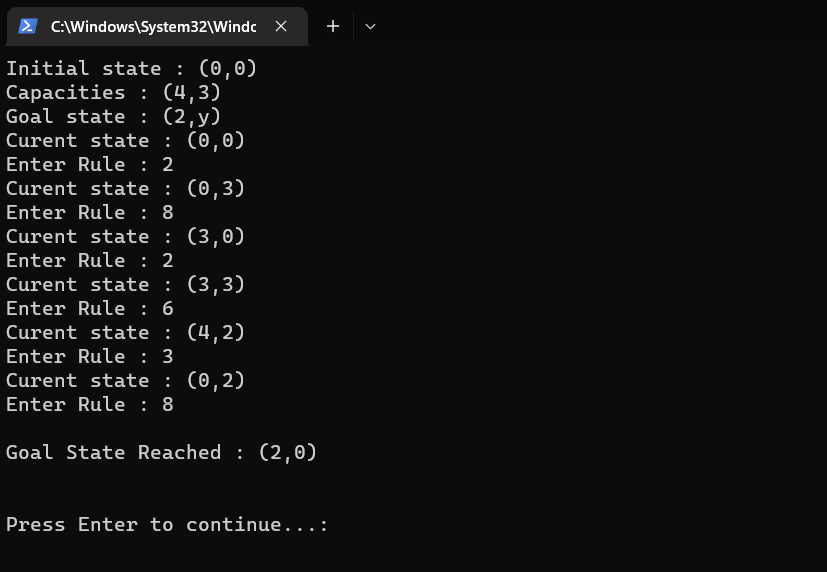 C:\Windows\System32\Windc
Initial state : (0,0)
Capacities : (4,3)
Goal state : (2,y)
Curent state : (0,0)
Enter Rule : 2
Curent state : (0,3)
Enter Rule : 8
Curent state : (3,0)
Enter Rule : 2
Curent state : (3,3)
Enter Rule : 6
Curent state : (4,2)
Enter Rule : 3
Curent state : (0,2)
Enter Rule : 8
Goal State Reached : (2,0)
Press Enter to continue...: